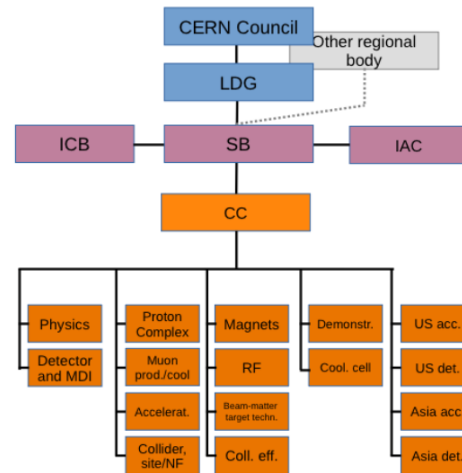 CERN Council
Other regional
body
LDG
ICB
SB
IAC
CC
Physics
Proton
Complex
Magnets
Demonstr.
US acc.
Detector
and MDI
Muon
prod./cool
RF
Cool. cell
US det.
Accelerat.
Beam-matter
target techn.
Asia acc.
Collider,
site/NF
Coll. eff.
Asia det.